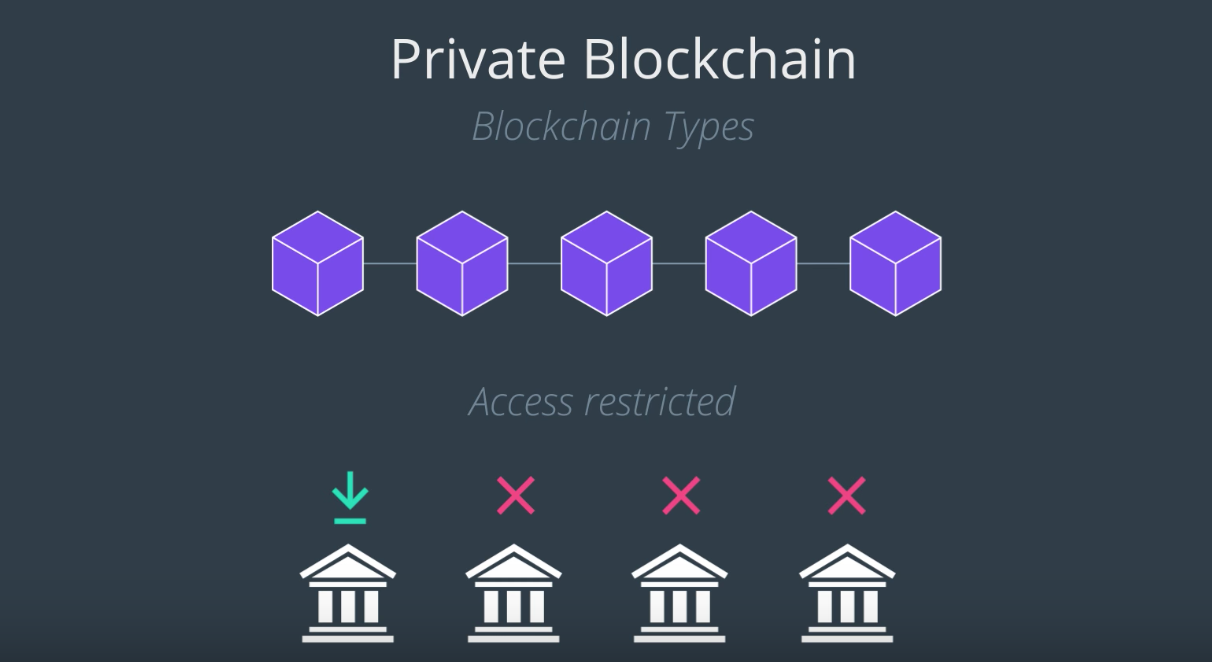 Private Blockchain
Blockchain Types
Access restricted